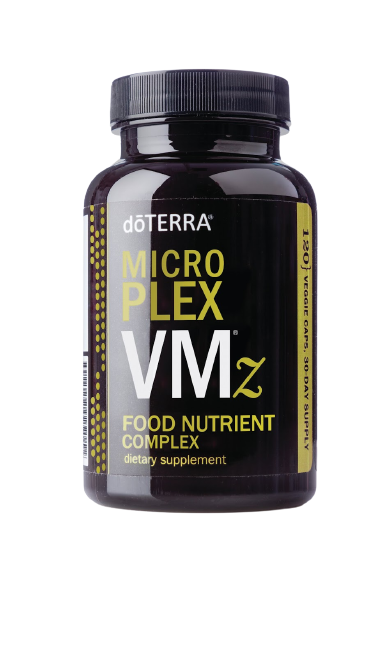 dōTERRA®
MICRO
PLEX
VMz®
FOOD NUTRIENT
COMPLEX
dietary supplement
120} VEGGIE CAPS, 30-DAY SUPPLY